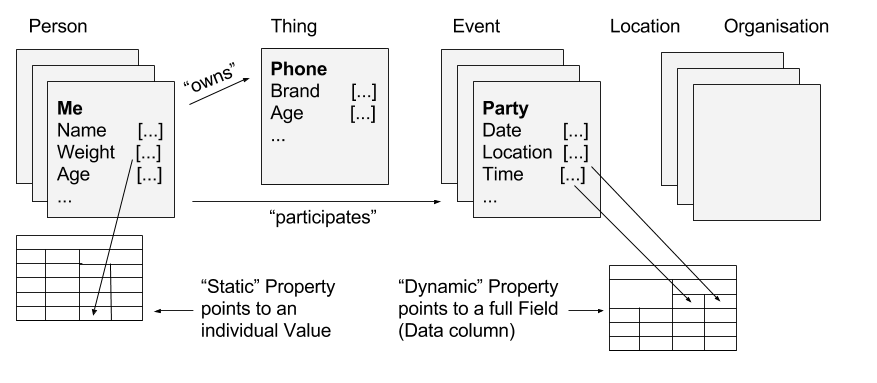 Person
Thing
Event
Location
Organisation
Me
Name [...]
Weight [...]
Age [...]
...
"owns"
Phone
Brand [...]
Age [...]
...
Party
Date [...]
Location [...]
Time [...]
...
"participates"
“Static” Property
points to an
individual Value
“Dynamic” Property
points to a full Field
(Data column)